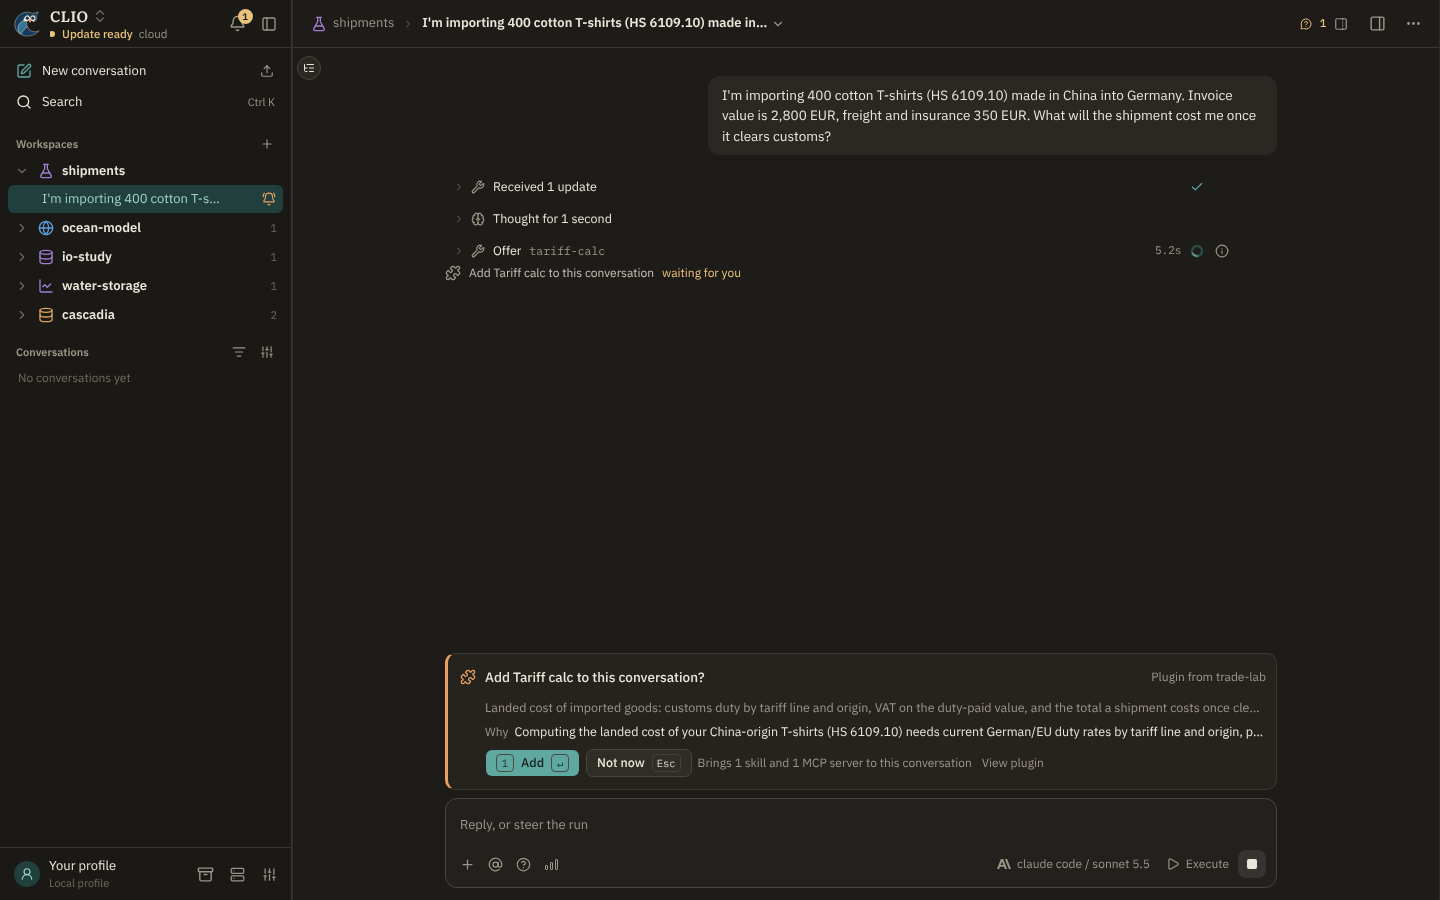 CLIO
Update ready cloud
1
New conversation
Search Ctrl K
Workspaces
shipments
I'm importing 400 cotton T-s...
ocean-model 1
io-study 1
water-storage 1
cascadia 2
Conversations
No conversations yet
Your profile
Local profile
shipments I'm importing 400 cotton T-shirts (HS 6109.10) made in... 1
I'm importing 400 cotton T-shirts (HS 6109.10) made in China into Germany. Invoice
value is 2,800 EUR, freight and insurance 350 EUR. What will the shipment cost me once
it clears customs?
Received 1 update
Thought for 1 second
Offer tariff-calc 5.2s
Add Tariff calc to this conversation waiting for you
Add Tariff calc to this conversation? Plugin from trade-lab
Landed cost of imported goods: customs duty by tariff line and origin, VAT on the duty-paid value, and the total a shipment costs once cle...
Why Computing the landed cost of your China-origin T-shirts (HS 6109.10) needs current German/EU duty rates by tariff line and origin, p...
1 Add ↵ Not now Esc Brings 1 skill and 1 MCP server to this conversation View plugin
Reply, or steer the run
claude code / sonnet 5.5 Execute